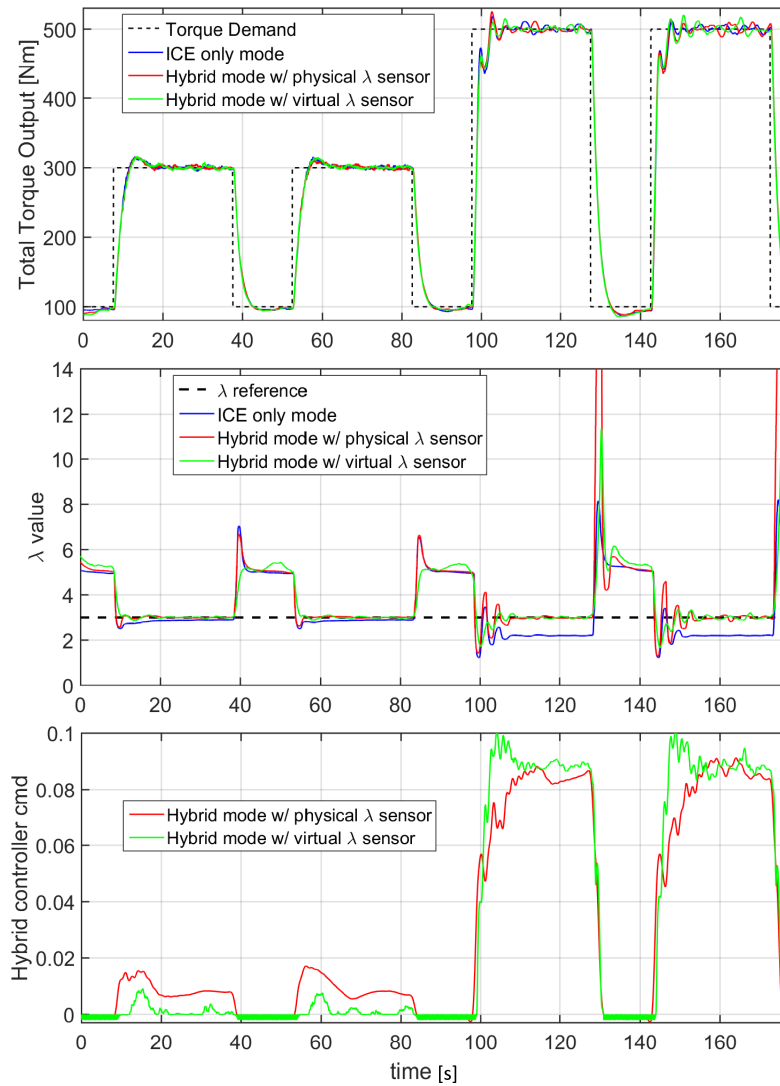 Total Torque Output [Nm]
500
400
300
200
100
Torque Demand
ICE only mode
Hybrid mode w/ physical λ sensor
Hybrid mode w/ virtual λ sensor
0 20 40 60 80 100 120 140 160
λ value
14
12
10
8
6
4
2
0
λ reference
ICE only mode
Hybrid mode w/ physical λ sensor
Hybrid mode w/ virtual λ sensor
0 20 40 60 80 100 120 140 160
Hybrid controller cmd
0.1
0.08
0.06
0.04
0.02
0
Hybrid mode w/ physical λ sensor
Hybrid mode w/ virtual λ sensor
0 20 40 60 80 100 120 140 160
time [s]